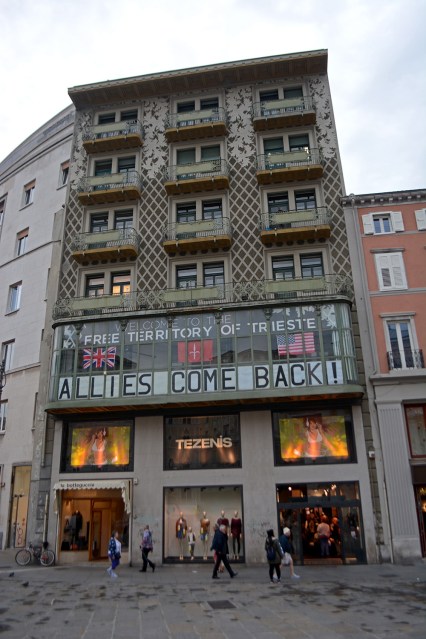 WELCOME TO THE
FREE TERRITORY OF TRIESTE
ALLIES COME BACK!
TEZENIS